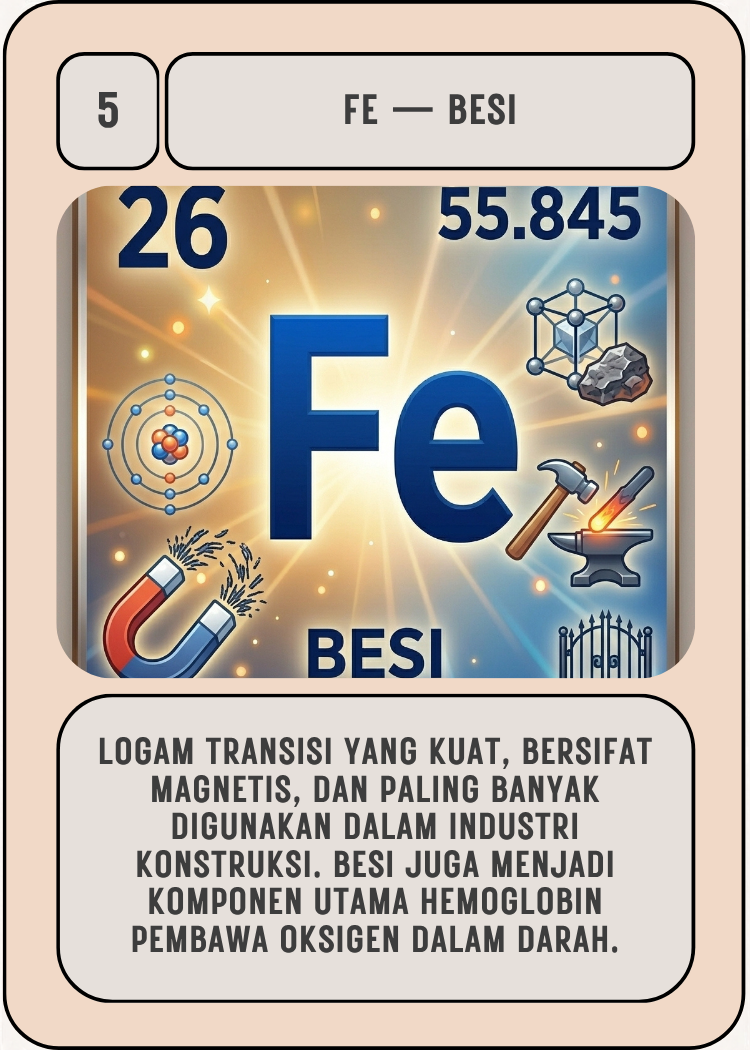 5
FE — BESI
26
55.845
Fe
BESI
LOGAM TRANSISI YANG KUAT, BERSIFAT
MAGNETIS, DAN PALING BANYAK
DIGUNAKAN DALAM INDUSTRI
KONSTRUKSI. BESI JUGA MENJADI
KOMPONEN UTAMA HEMOGLOBIN
PEMBAWA OKSIGEN DALAM DARAH.